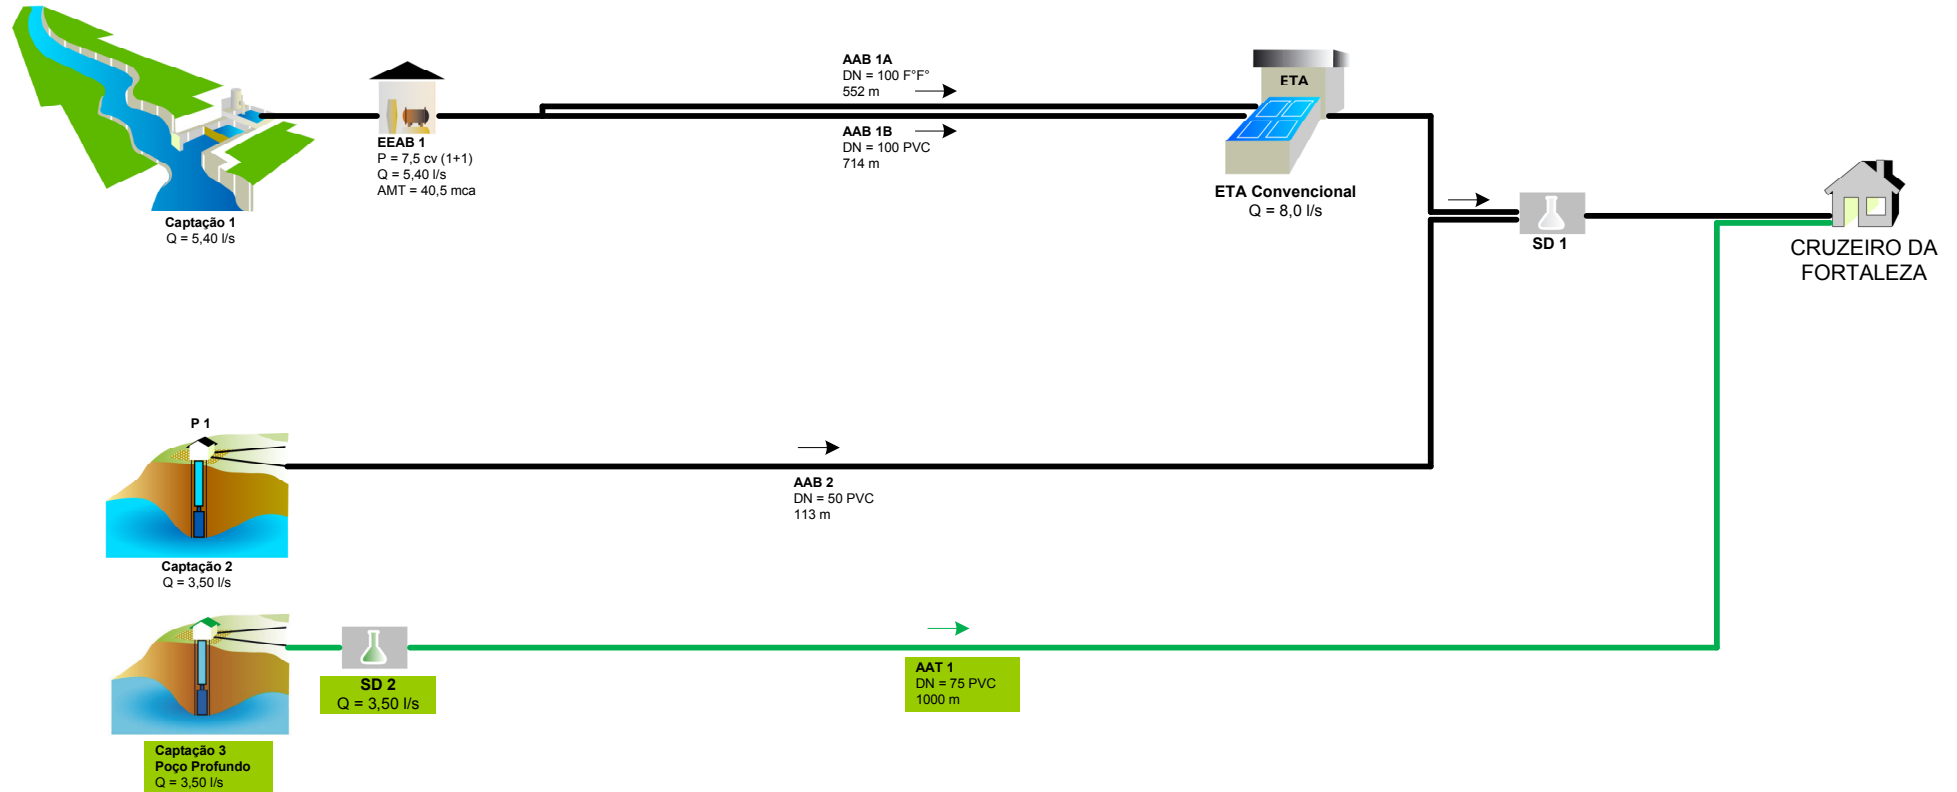 Captação 1
Q = 5,40 l/s
EEAB 1
P = 7,5 cv (1+1)
Q = 5,40 l/s
AMT = 40,5 mca
AAB 1A
DN = 100 F°F°
552 m
AAB 1B
DN = 100 PVC
714 m
ETA
ETA Convencional
Q = 8,0 l/s
SD 1
CRUZEIRO DA
FORTALEZA
P 1
Captação 2
Q = 3,50 l/s
AAB 2
DN = 50 PVC
113 m
Captação 3
Poço Profundo
Q = 3,50 l/s
SD 2
Q = 3,50 l/s
AAT 1
DN = 75 PVC
1000 m